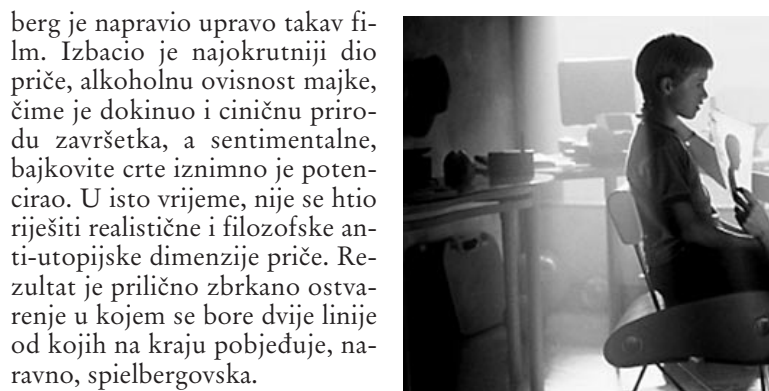 berg je napravio upravo takav fi-
lm. Izbacio je najokrutniji dio
priče, alkoholnu ovisnost majke,
čime je dokinuo i ciničnu priro-
du završetka, a sentimentalne,
bajkovite crte iznimno je poten-
cirao. U isto vrijeme, nije se htio
riješiti realistične i filozofske an-
ti-utopijske dimenzije priče. Re-
zultat je prilično zbrkano ostva-
renje u kojem se bore dvije linije
od kojih na kraju pobjeđuje, na-
ravno, spielbergovska.